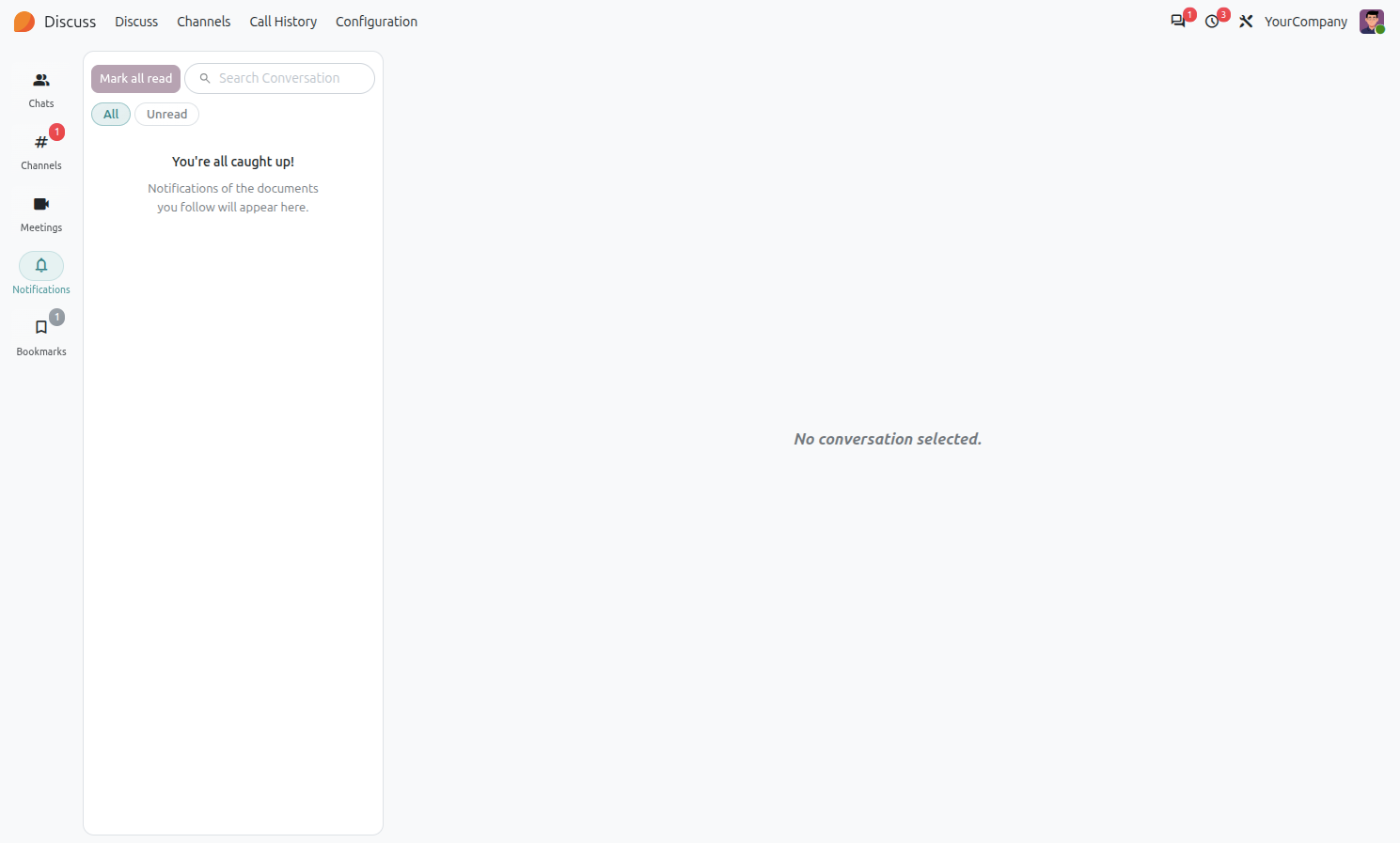 Discuss
Discuss
Channels
Call History
Configuration
1
3
YourCompany
Chats
1
Channels
Meetings
Notifications
1
Bookmarks
Mark all read
Search Conversation
All
Unread
You're all caught up!
Notifications of the documents
you follow will appear here.
No conversation selected.